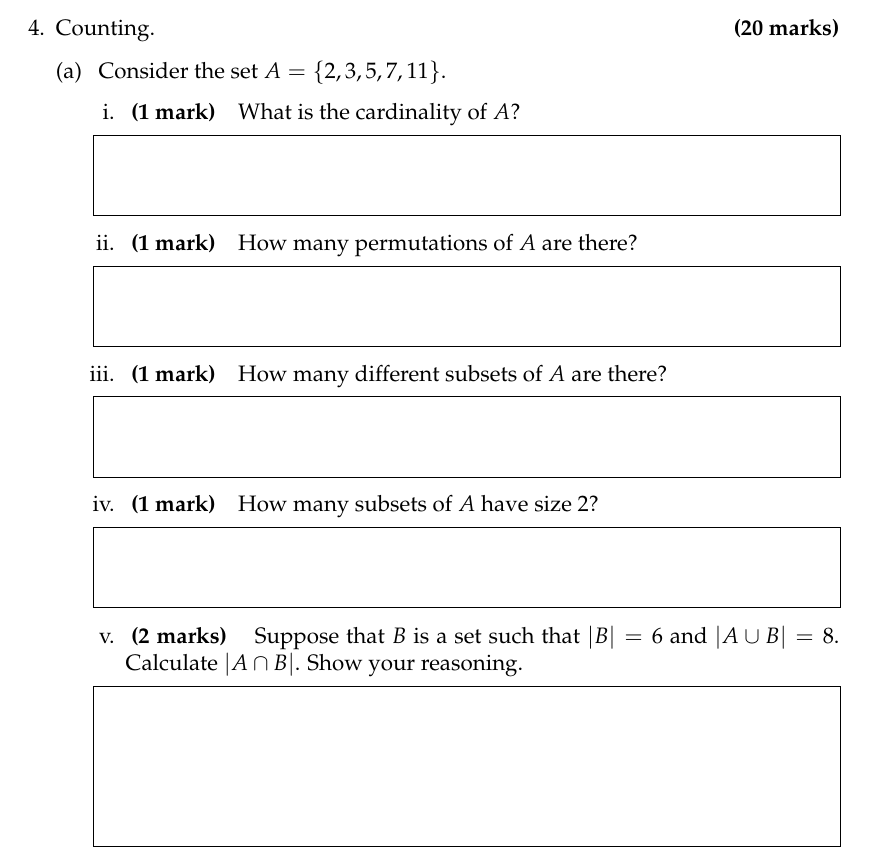 4. Counting. (20 marks)
(a) Consider the set A = {2, 3, 5, 7, 11}.
i. (1 mark) What is the cardinality of A?
ii. (1 mark) How many permutations of A are there?
iii. (1 mark) How many different subsets of A are there?
iv. (1 mark) How many subsets of A have size 2?
v. (2 marks) Suppose that B is a set such that |B| = 6 and |A ∪ B| = 8.
Calculate |A ∩ B|. Show your reasoning.